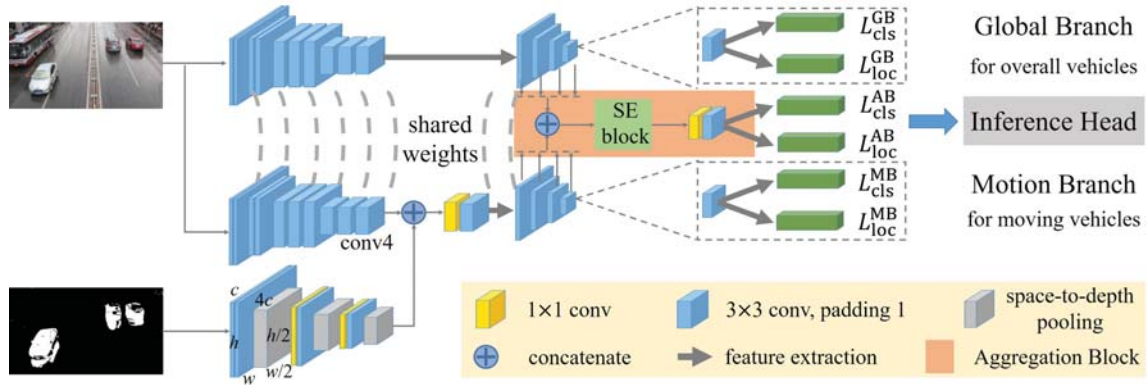 L_cls^GB
L_loc^GB
Global Branch
for overall vehicles
shared
weights
SE
block
L_cls^AB
L_loc^AB
Inference Head
conv4
L_cls^MB
L_loc^MB
Motion Branch
for moving vehicles
c
4c
h
h/2
w
w/2
1×1 conv
3×3 conv, padding 1
space-to-depth
pooling
concatenate
feature extraction
Aggregation Block